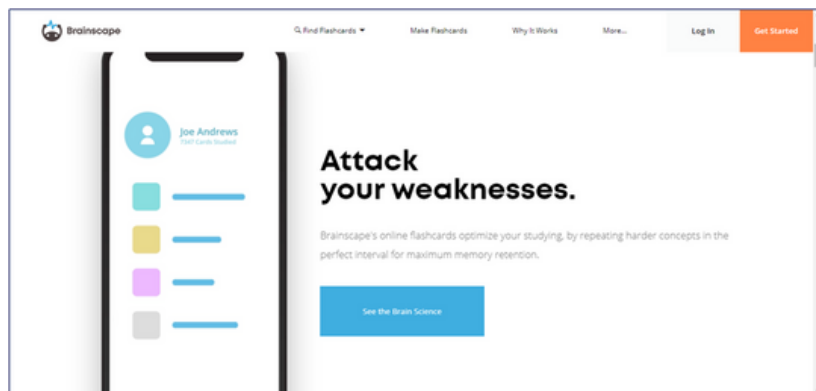 Brainscape
Find Flashcards
Make Flashcards
Why It Works
More...
Log In
Get Started
Joe Andrews
7347 Cards Studied
Attack
your weaknesses.
Brainscape's online flashcards optimize your studying, by repeating harder concepts in the
perfect interval for maximum memory retention.
See the Brain Science